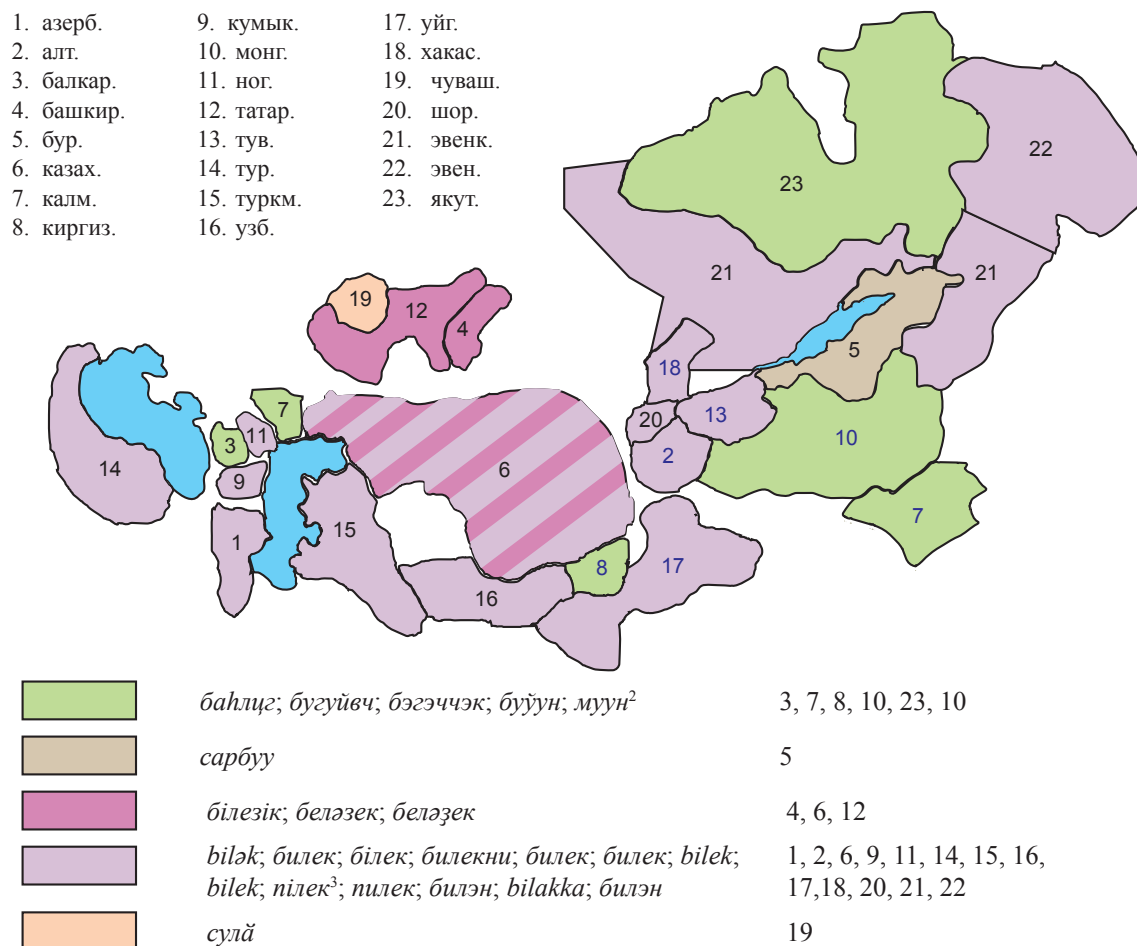 1. азерб.
2. алт.
3. балкар.
4. башкир.
5. бур.
6. казах.
7. калм.
8. киргиз.
9. кумык.
10. монг.
11. ног.
12. татар.
13. тув.
14. тур.
15. туркм.
16. узб.
17. уйг.
18. хакас.
19. чуваш.
20. шор.
21. эвенк.
22. эвен.
23. якут.
22
23
21
21
19
12
4
5
18
7
13
20
11
3
10
14
6
2
9
7
15
1
8
17
16
баһлцг; бугуйвч; бэгэччэк; буўун; муун² 3, 7, 8, 10, 23, 10
сарбуу 5
білезік; беләзек; беләҙек 4, 6, 12
bilәk; билек; білек; билекни; билек; билек; bilek; 1, 2, 6, 9, 11, 14, 15, 16,
bilek; пілек³; пилек; билэн; bilakka; билэн 17,18, 20, 21, 22
сулӑ 19